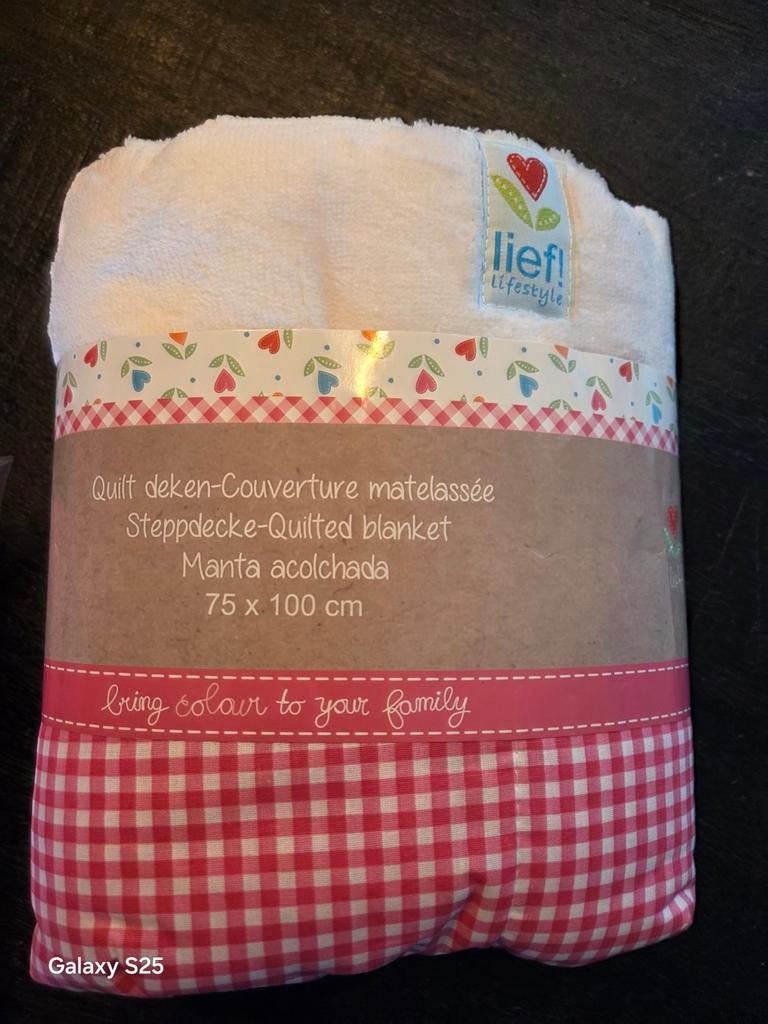 lief!
lifestyle
Quilt deken-Couverture matelassée
Steppdecke-Quilted blanket
Manta acolchada
75 x 100 cm
bring colour to your family
Galaxy S25